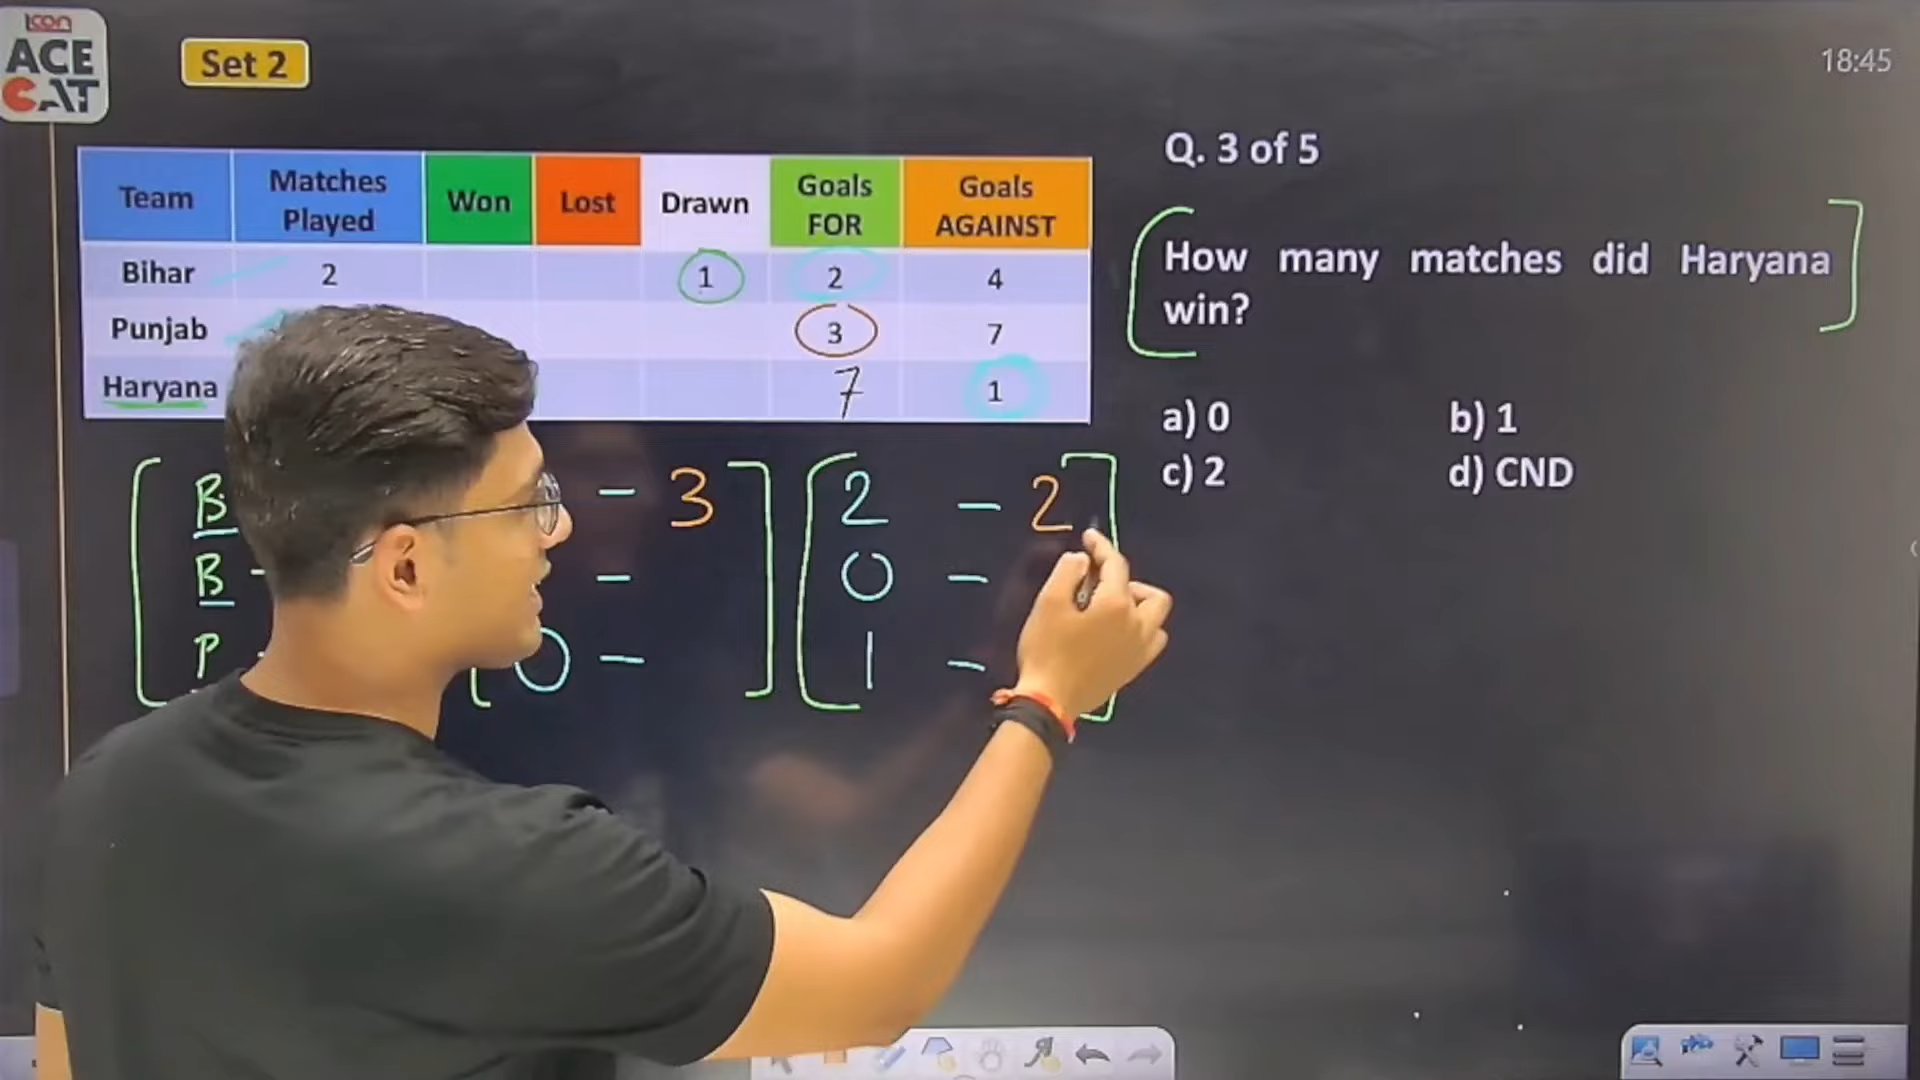 ıcon
ACE
CAT
Set 2
18:45
Team Matches Played Won Lost Drawn Goals FOR Goals AGAINST
Bihar 2 1 2 4
Punjab 3 7
Haryana 7 1
Q. 3 of 5
How many matches did Haryana
win?
a) 0 b) 1
c) 2 d) CND
B - 3 2 - 2
B - - 0 -
P - 0 - 1 -